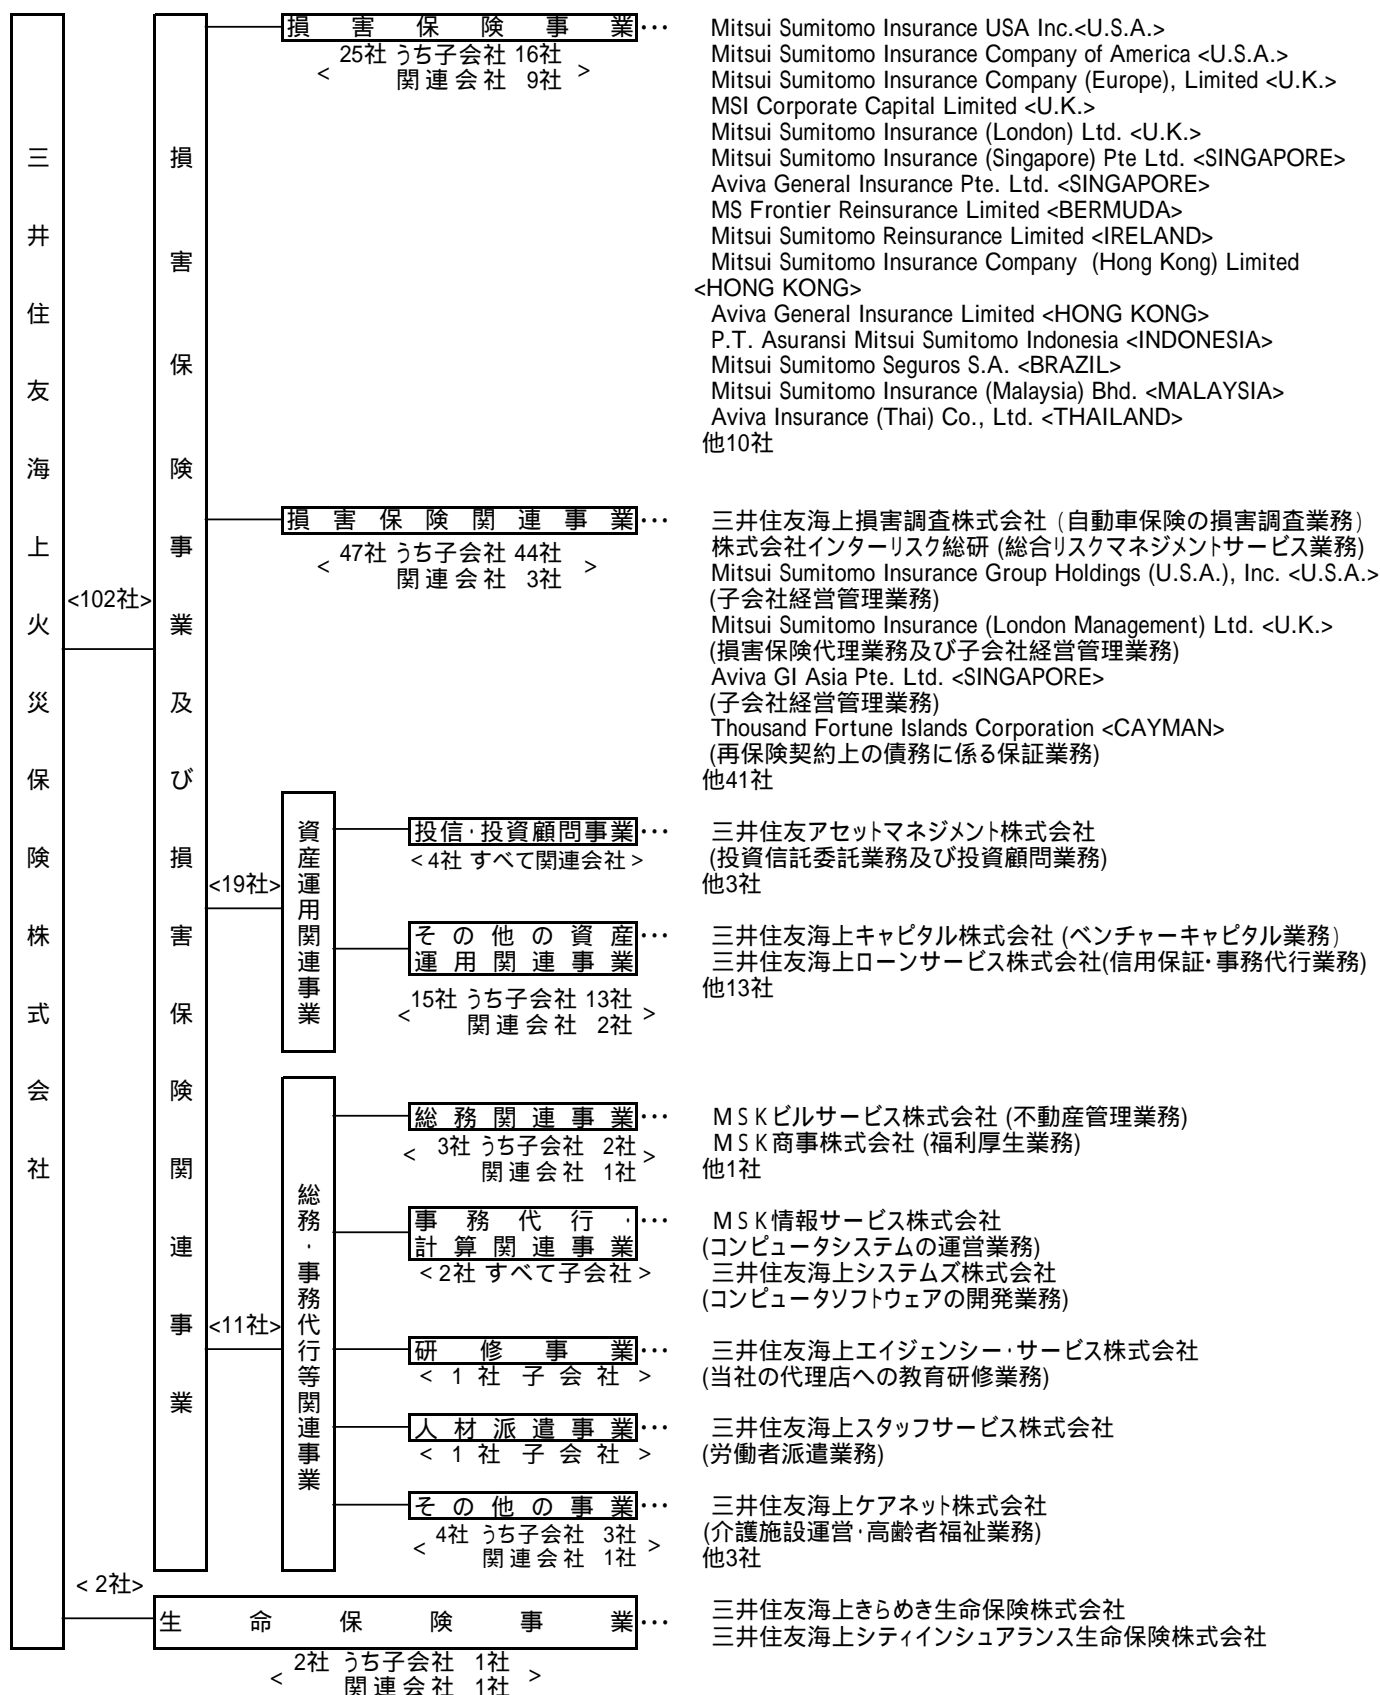 三井住友海上火災保険株式会社
<102社>
損害保険事業及び損害保険関連事業
損害保険事業…
< 25社 うち子会社 16社
関連会社 9社 >
Mitsui Sumitomo Insurance USA Inc.<U.S.A.>
Mitsui Sumitomo Insurance Company of America <U.S.A.>
Mitsui Sumitomo Insurance Company (Europe), Limited <U.K.>
MSI Corporate Capital Limited <U.K.>
Mitsui Sumitomo Insurance (London) Ltd. <U.K.>
Mitsui Sumitomo Insurance (Singapore) Pte Ltd. <SINGAPORE>
Aviva General Insurance Pte. Ltd. <SINGAPORE>
MS Frontier Reinsurance Limited <BERMUDA>
Mitsui Sumitomo Reinsurance Limited <IRELAND>
Mitsui Sumitomo Insurance Company (Hong Kong) Limited
<HONG KONG>
Aviva General Insurance Limited <HONG KONG>
P.T. Asuransi Mitsui Sumitomo Indonesia <INDONESIA>
Mitsui Sumitomo Seguros S.A. <BRAZIL>
Mitsui Sumitomo Insurance (Malaysia) Bhd. <MALAYSIA>
Aviva Insurance (Thai) Co., Ltd. <THAILAND>
他10社
損害保険関連事業…
< 47社 うち子会社 44社
関連会社 3社 >
三井住友海上損害調査株式会社 (自動車保険の損害調査業務)
株式会社インターリスク総研 (総合リスクマネジメントサービス業務)
Mitsui Sumitomo Insurance Group Holdings (U.S.A.), Inc. <U.S.A.>
(子会社経営管理業務)
Mitsui Sumitomo Insurance (London Management) Ltd. <U.K.>
(損害保険代理業務及び子会社経営管理業務)
Aviva GI Asia Pte. Ltd. <SINGAPORE>
(子会社経営管理業務)
Thousand Fortune Islands Corporation <CAYMAN>
(再保険契約上の債務に係る保証業務)
他41社
<19社>
資産運用関連事業
投信・投資顧問事業…
<4社 すべて関連会社>
三井住友アセットマネジメント株式会社
(投資信託委託業務及び投資顧問業務)
他3社
その他の資産…
運用関連事業
< 15社 うち子会社 13社
関連会社 2社 >
三井住友海上キャピタル株式会社 (ベンチャーキャピタル業務)
三井住友海上ローンサービス株式会社(信用保証・事務代行業務)
他13社
<11社>
総務・事務代行等関連事業
総務関連事業…
< 3社 うち子会社 2社
関連会社 1社 >
MSKビルサービス株式会社 (不動産管理業務)
MSK商事株式会社 (福利厚生業務)
他1社
事務代行・…
計算関連事業
<2社 すべて子会社>
MSK情報サービス株式会社
(コンピュータシステムの運営業務)
三井住友海上システムズ株式会社
(コンピュータソフトウェアの開発業務)
研修事業…
< 1社 子会社 >
三井住友海上エイジェンシー・サービス株式会社
(当社の代理店への教育研修業務)
人材派遣事業…
< 1社 子会社 >
三井住友海上スタッフサービス株式会社
(労働者派遣業務)
その他の事業…
< 4社 うち子会社 3社
関連会社 1社 >
三井住友海上ケアネット株式会社
(介護施設運営・高齢者福祉業務)
他3社
< 2社>
生命保険事業…
< 2社 うち子会社 1社
関連会社 1社 >
三井住友海上きらめき生命保険株式会社
三井住友海上シティインシュアランス生命保険株式会社